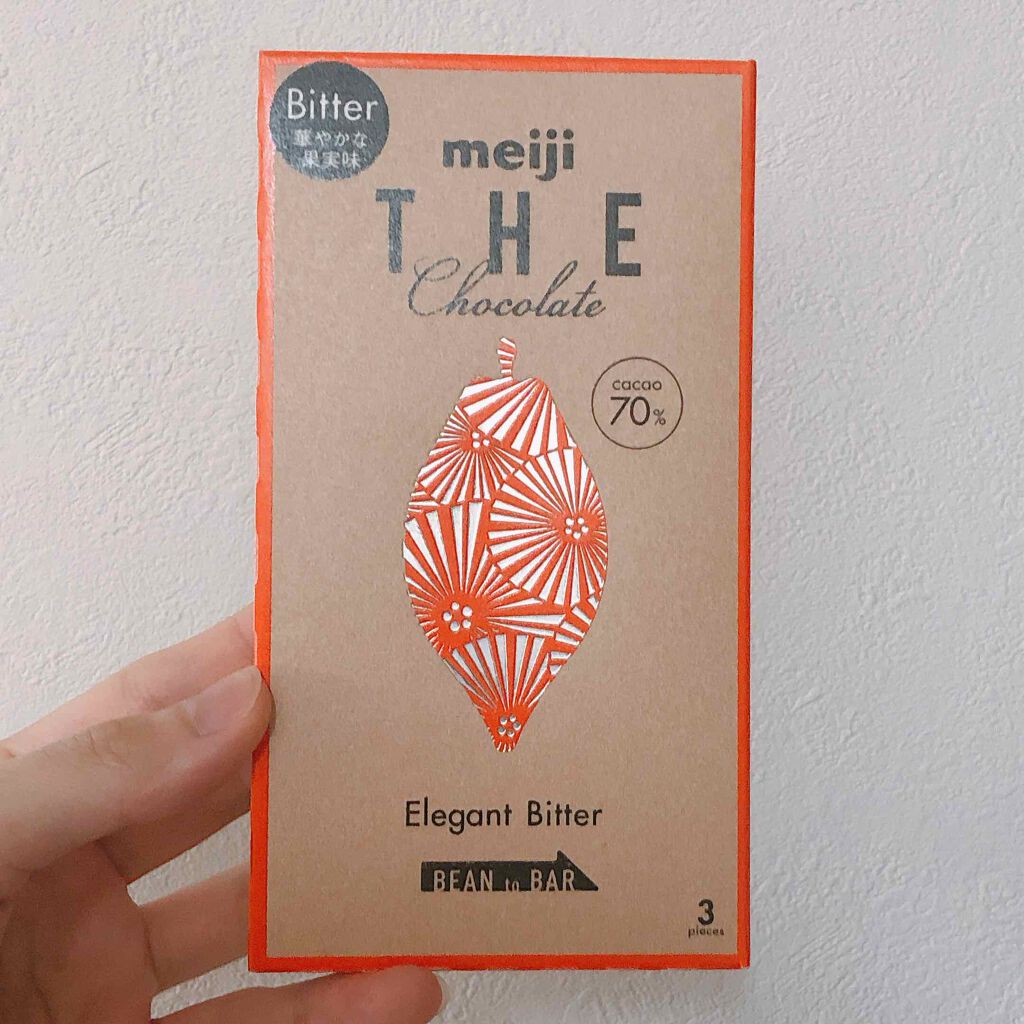 Bitter
華やかな
果実味
meiji
THE
Chocolate
cacao
70%
Elegant Bitter
BEAN to BAR
3
pieces